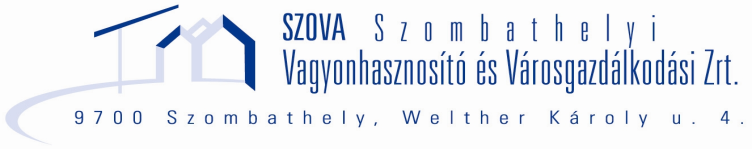 SZOVA Szombathelyi
Vagyonhasznosító és Városgazdálkodási Zrt.
9700 Szombathely, Welther Károly u. 4.